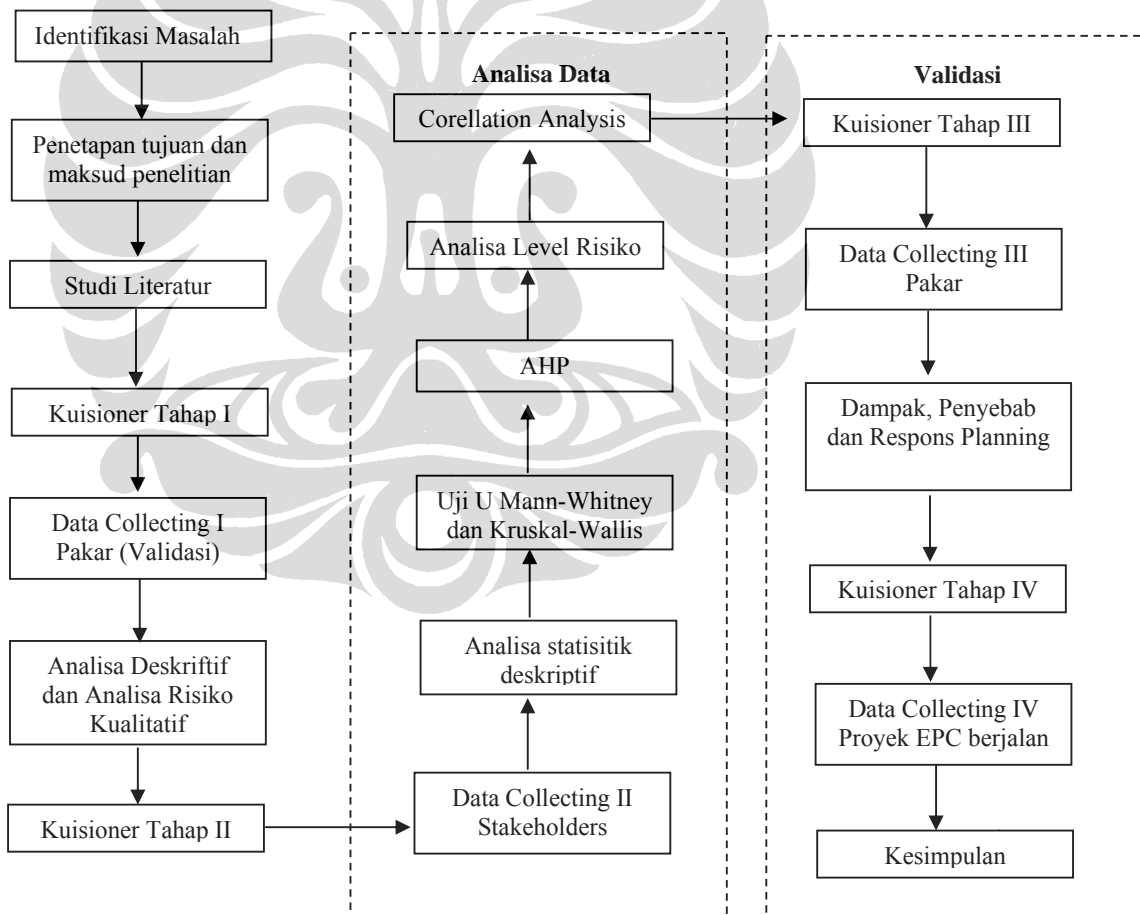 Identifikasi Masalah
Penetapan tujuan dan
maksud penelitian
Studi Literatur
Kuisioner Tahap I
Data Collecting I
Pakar (Validasi)
Analisa Deskriftif
dan Analisa Risiko
Kualitatif
Kuisioner Tahap II
Analisa Data
Corellation Analysis
Analisa Level Risiko
AHP
Uji U Mann-Whitney
dan Kruskal-Wallis
Analisa statisitik
deskriptif
Data Collecting II
Stakeholders
Validasi
Kuisioner Tahap III
Data Collecting III
Pakar
Dampak, Penyebab
dan Respons Planning
Kuisioner Tahap IV
Data Collecting IV
Proyek EPC berjalan
Kesimpulan